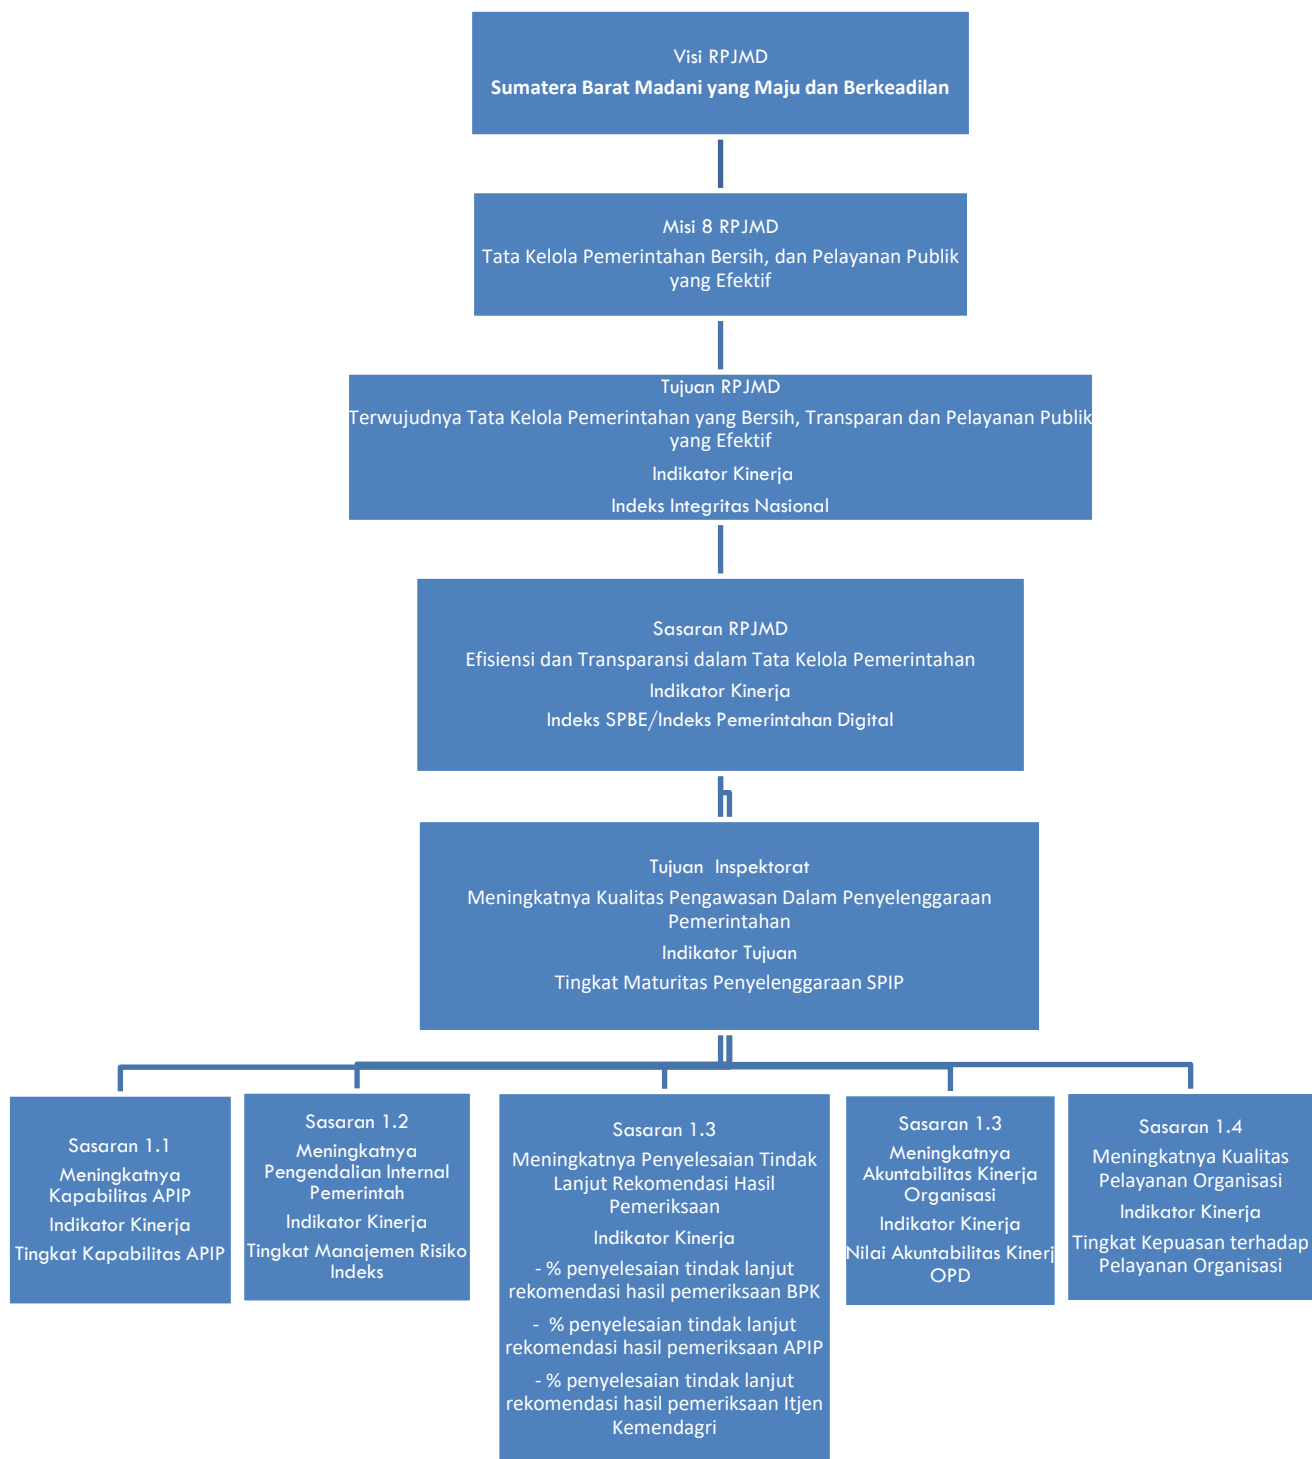 Visi RPJMD
Sumatera Barat Madani yang Maju dan Berkeadilan
Misi 8 RPJMD
Tata Kelola Pemerintahan Bersih, dan Pelayanan Publik
yang Efektif
Tujuan RPJMD
Terwujudnya Tata Kelola Pemerintahan yang Bersih, Transparan dan Pelayanan Publik
yang Efektif
Indikator Kinerja
Indeks Integritas Nasional
Sasaran RPJMD
Efisiensi dan Transparansi dalam Tata Kelola Pemerintahan
Indikator Kinerja
Indeks SPBE/Indeks Pemerintahan Digital
Tujuan Inspektorat
Meningkatnya Kualitas Pengawasan Dalam Penyelenggaraan
Pemerintahan
Indikator Tujuan
Tingkat Maturitas Penyelenggaraan SPIP
Sasaran 1.1
Meningkatnya
Kapabilitas APIP
Indikator Kinerja
Tingkat Kapabilitas APIP
Sasaran 1.2
Meningkatnya
Pengendalian Internal
Pemerintah
Indikator Kinerja
Tingkat Manajemen Risiko
Indeks
Sasaran 1.3
Meningkatnya Penyelesaian Tindak
Lanjut Rekomendasi Hasil
Pemeriksaan
Indikator Kinerja
- % penyelesaian tindak lanjut
rekomendasi hasil pemeriksaan BPK
- % penyelesaian tindak lanjut
rekomendasi hasil pemeriksaan APIP
- % penyelesaian tindak lanjut
rekomendasi hasil pemeriksaan Itjen
Kemendagri
Sasaran 1.3
Meningkatnya
Akuntabilitas Kinerja
Organisasi
Indikator Kinerja
Nilai Akuntabilitas Kinerj
OPD
Sasaran 1.4
Meningkatnya Kualitas
Pelayanan Organisasi
Indikator Kinerja
Tingkat Kepuasan terhadap
Pelayanan Organisasi